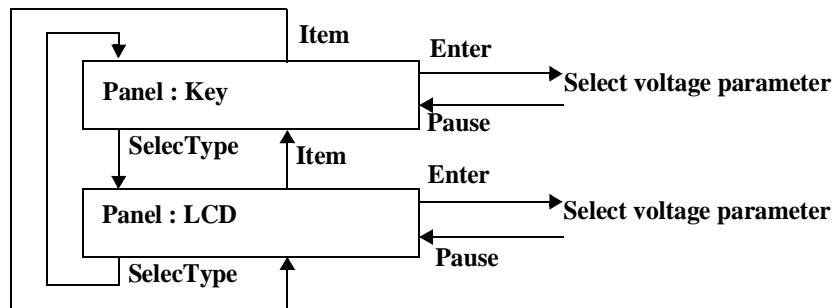 Item
Enter
Panel : Key
Select voltage parameter
Pause
SelecType
Item
Enter
Panel : LCD
Select voltage parameter
Pause
SelecType